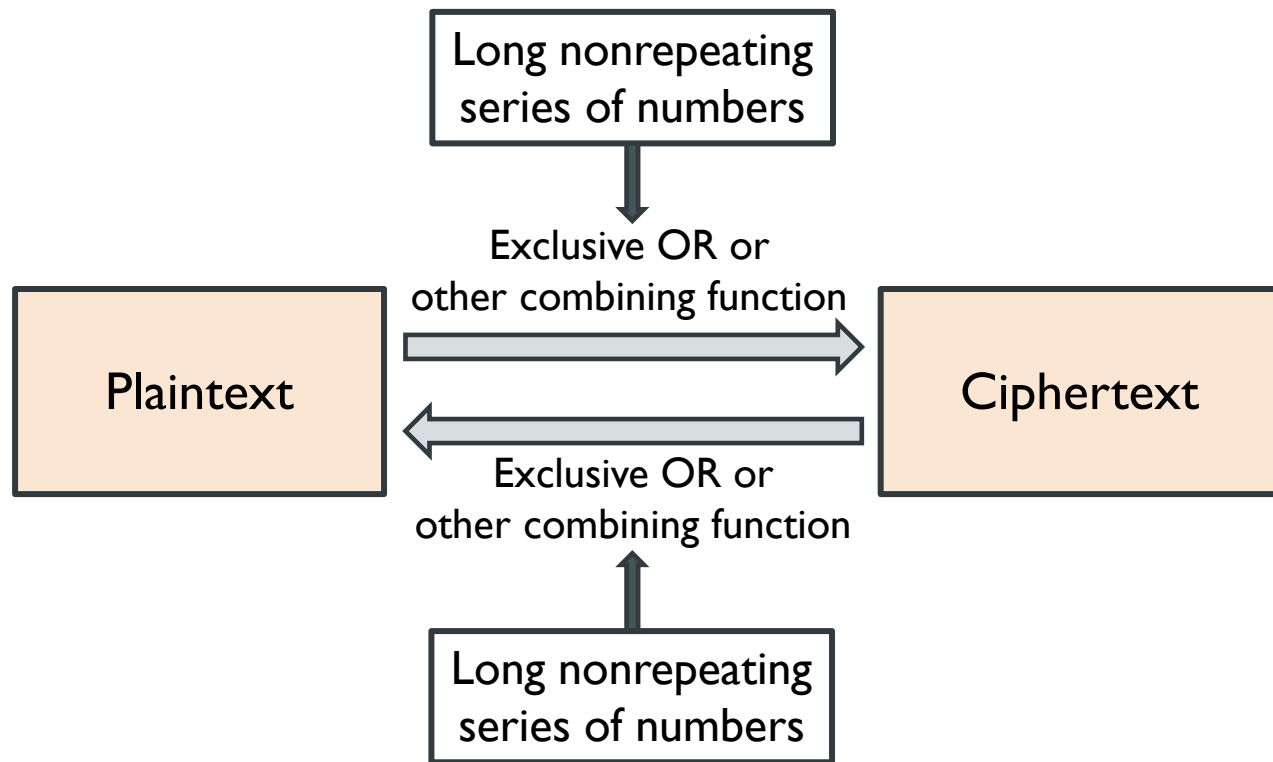 Long nonrepeating
series of numbers
Exclusive OR or
other combining function
Plaintext
Ciphertext
Exclusive OR or
other combining function
Long nonrepeating
series of numbers